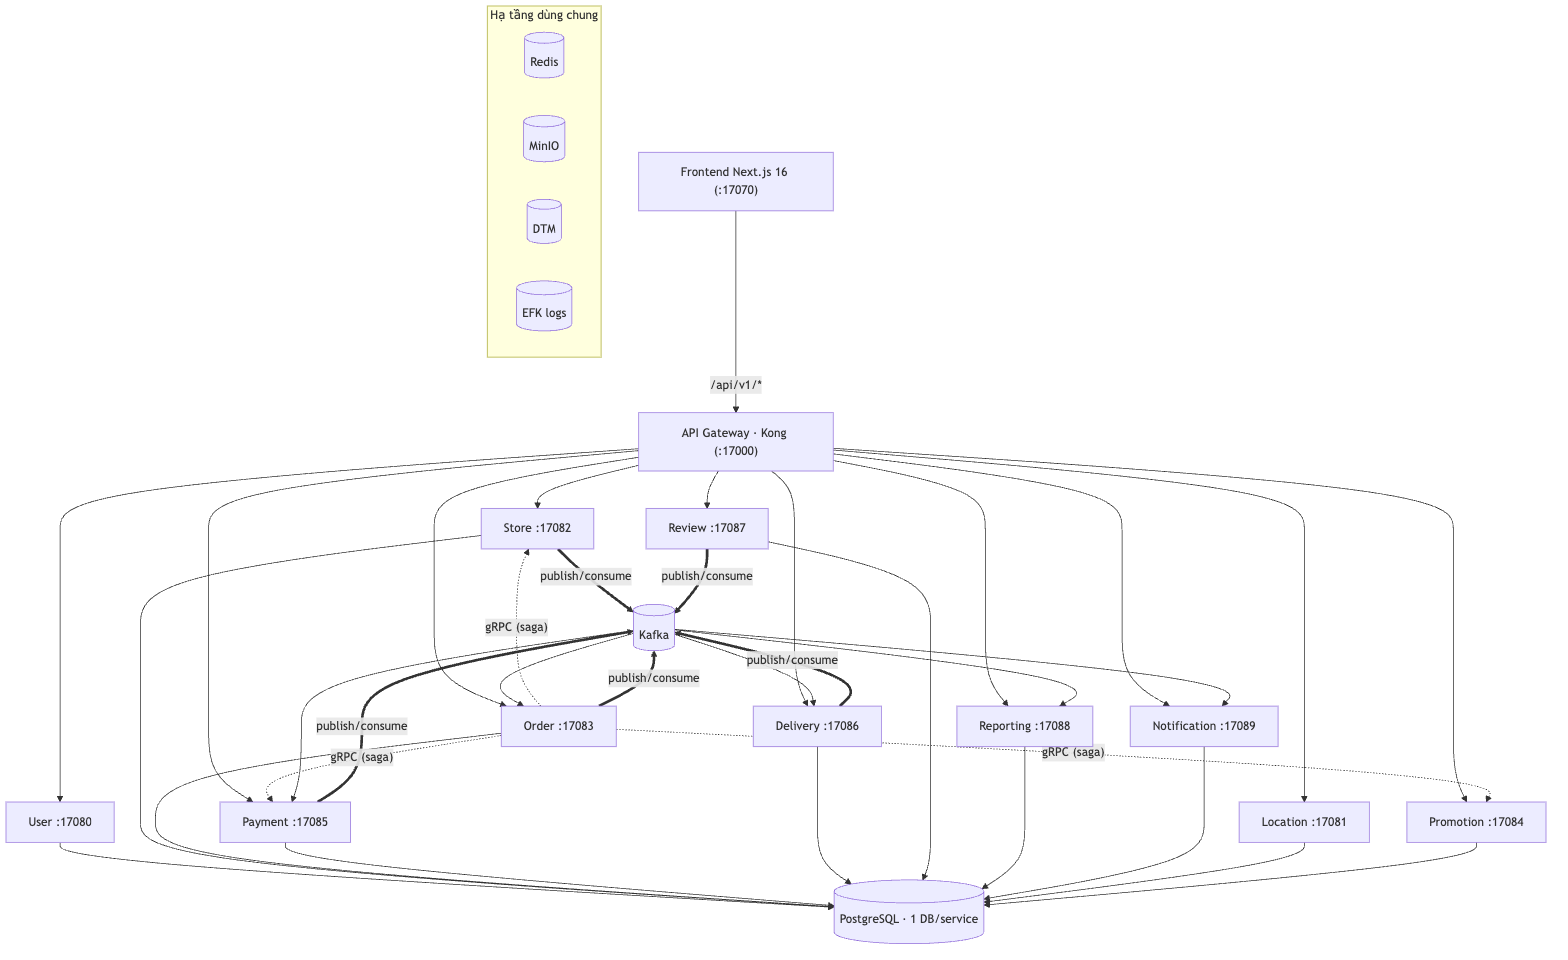 Hạ tầng dùng chung
Redis
MinIO
DTM
EFK logs
Frontend Next.js 16
(:17070)
/api/v1/*
API Gateway · Kong
(:17000)
Store :17082
Review :17087
publish/consume
publish/consume
gRPC (saga)
Kafka
publish/consume
publish/consume
publish/consume
Order :17083
Delivery :17086
Reporting :17088
Notification :17089
gRPC (saga)
gRPC (saga)
User :17080
Payment :17085
Location :17081
Promotion :17084
PostgreSQL · 1 DB/service